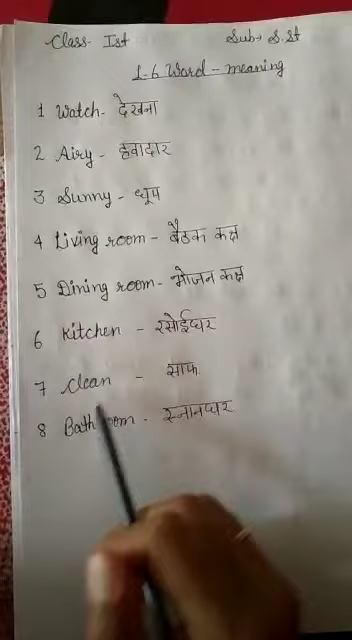 Class- Ist Sub→ S.St
L-6 Word-meaning
1 Watch- देखना
2 Airy- हवादार
3 Sunny- धूप
4 Living room- बैठक कक्ष
5 Dining room- भोजन कक्ष
6 Kitchen - रसोईघर
7 Clean - साफ
8 Bathroom - स्नानघर